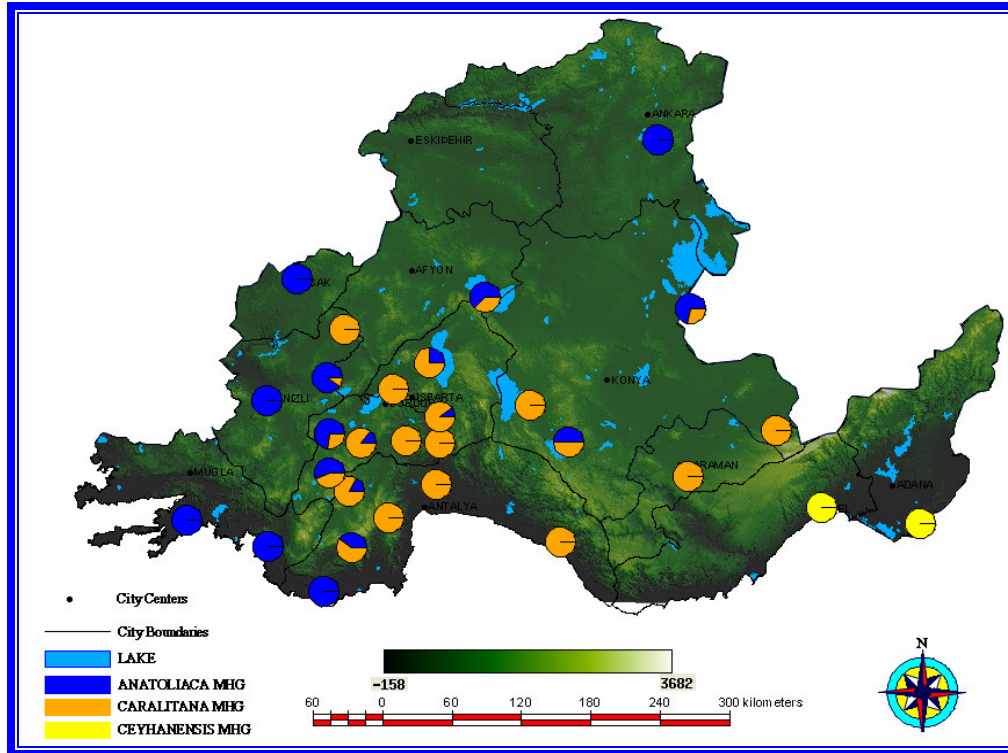 ANKARA
ESKIÞEHIR
AFYON
KONYA
ISPARTA
MUGLA
ANTALYA
ADANA
N
City Centers
City Boundaries
LAKE
ANATOLIACA MHG
CARALITANA MHG
CEYHANENSIS MHG
-158 3682
60 0 60 120 180 240 300 kilometers